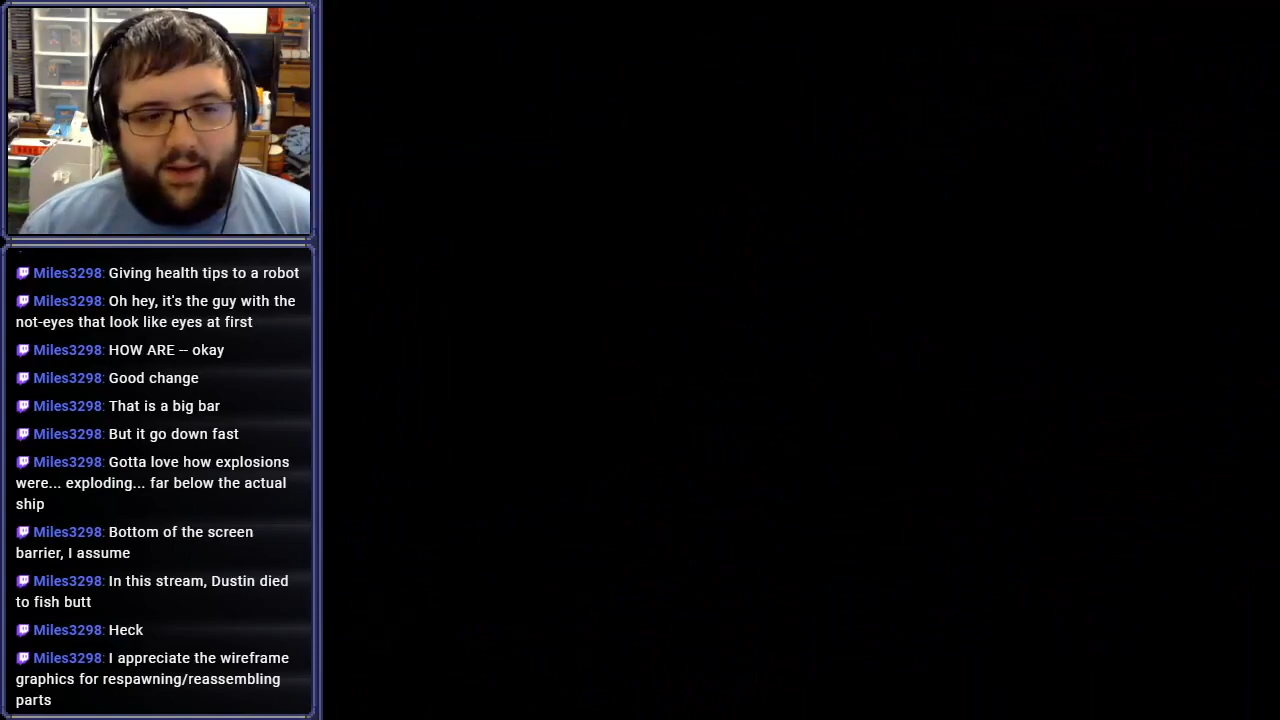 Miles3298: Giving health tips to a robot
Miles3298: Oh hey, it's the guy with the
not-eyes that look like eyes at first
Miles3298: HOW ARE -- okay
Miles3298: Good change
Miles3298: That is a big bar
Miles3298: But it go down fast
Miles3298: Gotta love how explosions
were... exploding... far below the actual
ship
Miles3298: Bottom of the screen
barrier, I assume
Miles3298: In this stream, Dustin died
to fish butt
Miles3298: Heck
Miles3298: I appreciate the wireframe
graphics for respawning/reassembling
parts